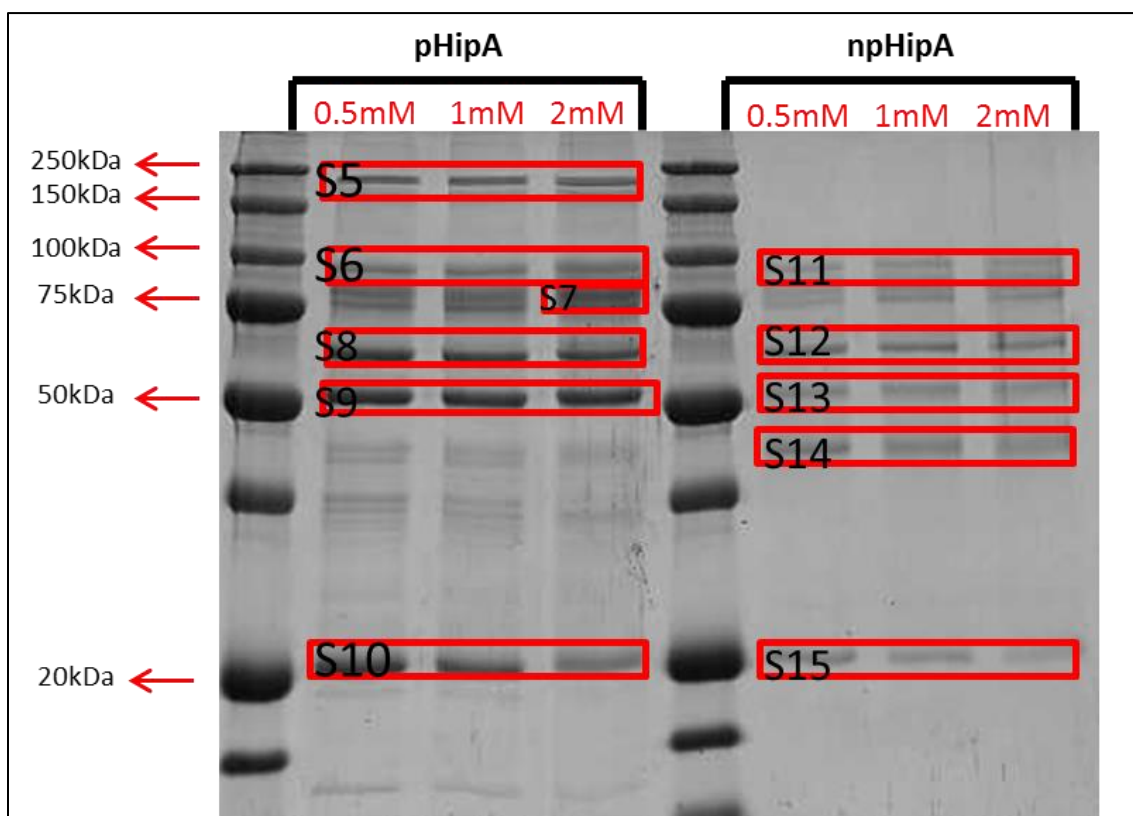 pHipA npHipA
0.5mM 1mM 2mM 0.5mM 1mM 2mM
250kDa
S5
150kDa
100kDa
S6 S11
75kDa S7
S8 S12
50kDa S9 S13
S14
S10 S15
20kDa